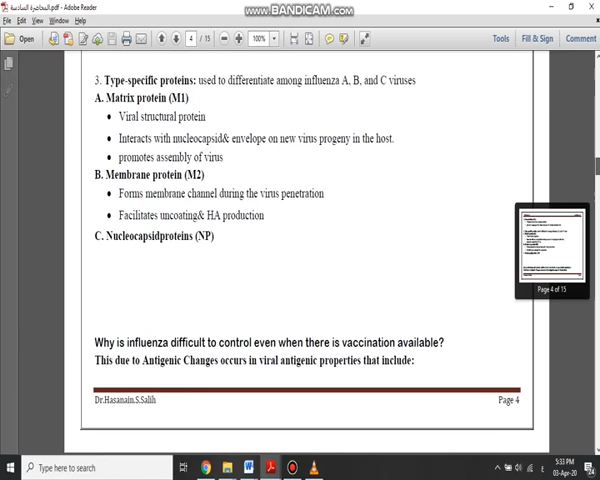 www.BANDICAM.com
المحاضرة السادسة.pdf - Adobe Reader
File Edit View Window Help
Open 4 / 15 100% Tools Fill & Sign Comment
3. Type-specific proteins: used to differentiate among influenza A, B, and C viruses
A. Matrix protein (M1)
• Viral structural protein
• Interacts with nucleocapsid& envelope on new virus progeny in the host.
• promotes assembly of virus
B. Membrane protein (M2)
• Forms membrane channel during the virus penetration
• Facilitates uncoating& HA production
C. Nucleocapsidproteins (NP)
Page 4 of 15
Why is influenza difficult to control even when there is vaccination available?
This due to Antigenic Changes occurs in viral antigenic properties that include:
Dr.Hasanain.S.Salih Page 4
Type here to search
5:33 PM
03-Apr-20